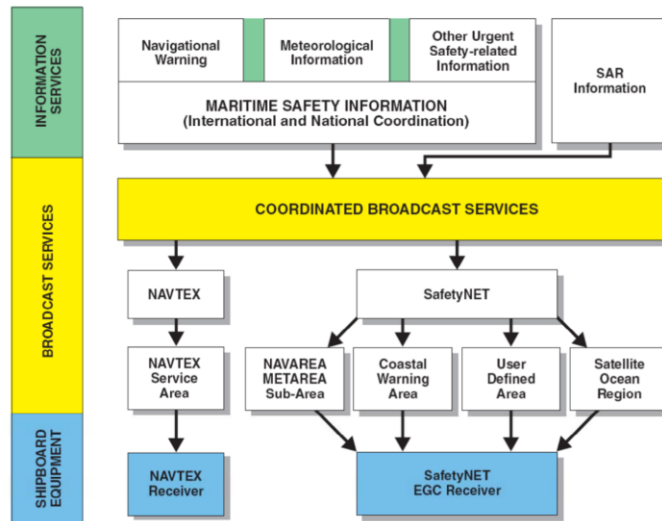 INFORMATION
SERVICES
Navigational
Warning
Meteorological
Information
Other Urgent
Safety-related
Information
MARITIME SAFETY INFORMATION
(International and National Coordination)
SAR
Information
BROADCAST SERVICES
COORDINATED BROADCAST SERVICES
NAVTEX
SafetyNET
NAVTEX
Service
Area
NAVAREA
METAREA
Sub-Area
Coastal
Warning
Area
User
Defined
Area
Satellite
Ocean
Region
SHIPBOARD
EQUIPMENT
NAVTEX
Receiver
SafetyNET
EGC Receiver